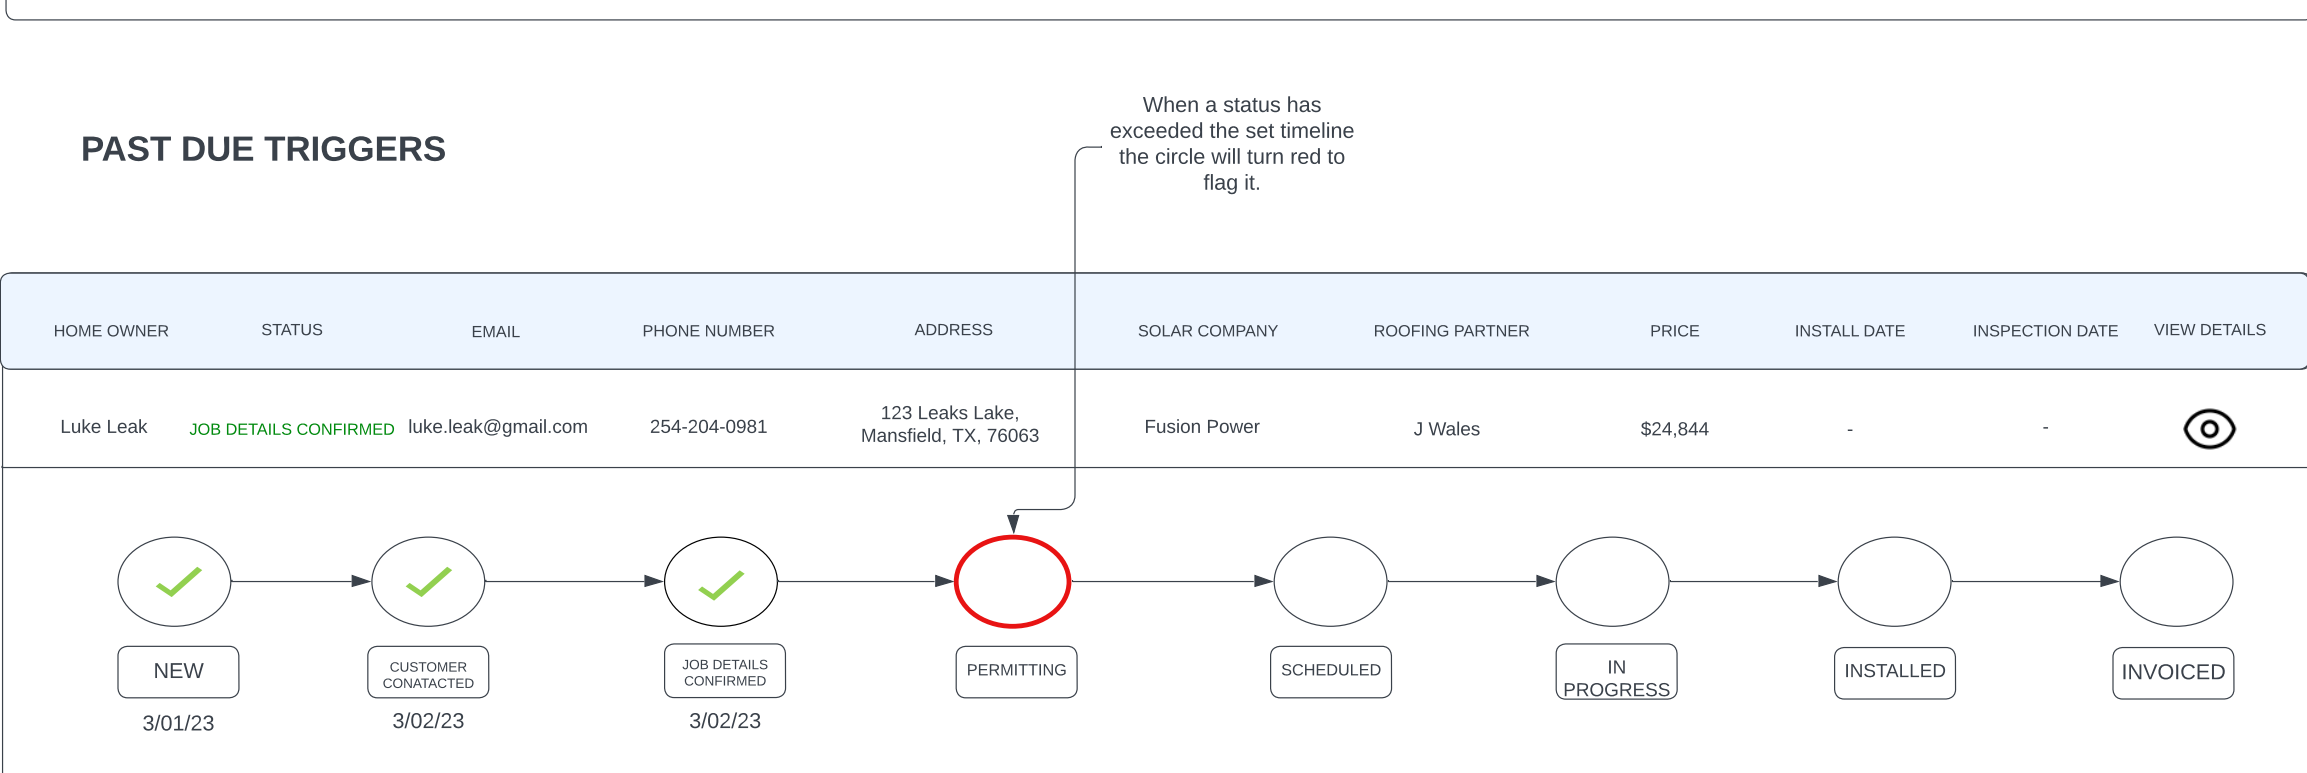 When a status has
exceeded the set timeline
the circle will turn red to
flag it.
PAST DUE TRIGGERS
HOME OWNER STATUS EMAIL PHONE NUMBER ADDRESS SOLAR COMPANY ROOFING PARTNER PRICE INSTALL DATE INSPECTION DATE VIEW DETAILS
Luke Leak JOB DETAILS CONFIRMED luke.leak@gmail.com 254-204-0981 123 Leaks Lake,
Mansfield, TX, 76063 Fusion Power J Wales $24,844 - -
NEW
CUSTOMER
CONATACTED
JOB DETAILS
CONFIRMED
PERMITTING
SCHEDULED
IN
PROGRESS
INSTALLED
INVOICED
3/01/23 3/02/23 3/02/23